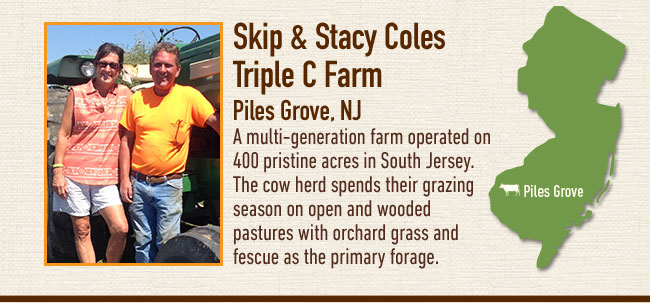 Skip & Stacy Coles
Triple C Farm
Piles Grove, NJ
A multi-generation farm operated on
400 pristine acres in South Jersey.
The cow herd spends their grazing
season on open and wooded
pastures with orchard grass and
fescue as the primary forage.
Piles Grove